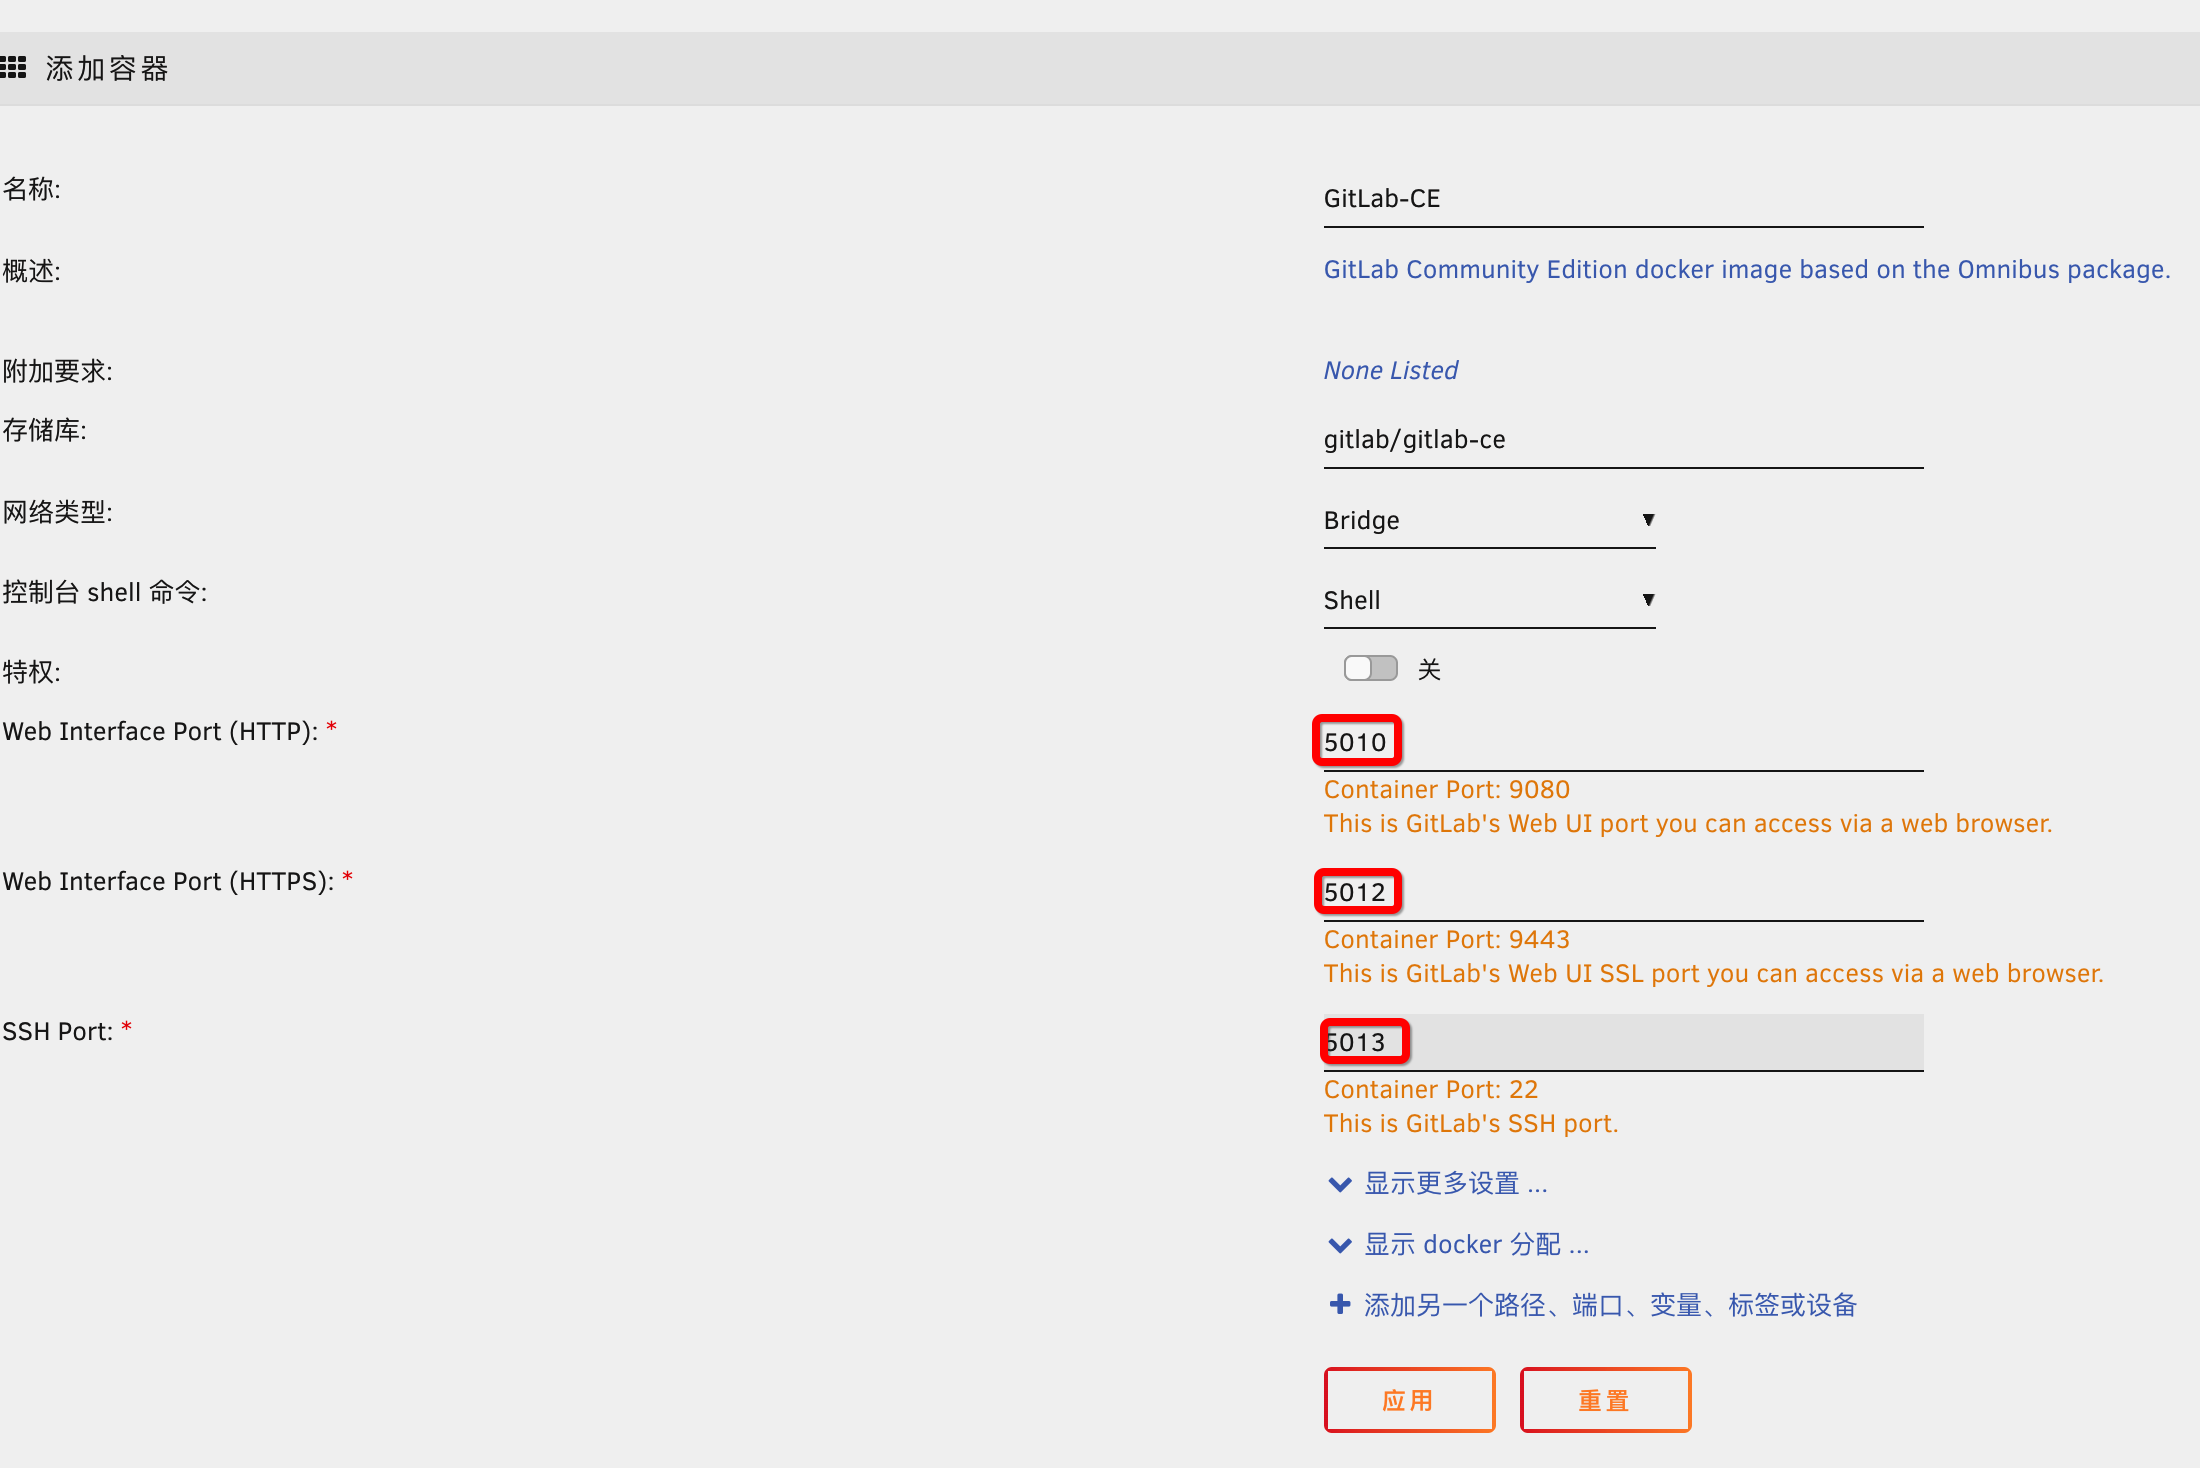 添加容器
名称:
GitLab-CE
概述:
GitLab Community Edition docker image based on the Omnibus package.
附加要求:
None Listed
存储库:
gitlab/gitlab-ce
网络类型:
Bridge
控制台 shell 命令:
Shell
特权:
关
Web Interface Port (HTTP): *
5010
Container Port: 9080
This is GitLab's Web UI port you can access via a web browser.
Web Interface Port (HTTPS): *
5012
Container Port: 9443
This is GitLab's Web UI SSL port you can access via a web browser.
SSH Port: *
5013
Container Port: 22
This is GitLab's SSH port.
显示更多设置 ...
显示 docker 分配 ...
添加另一个路径、端口、变量、标签或设备
应用
重置